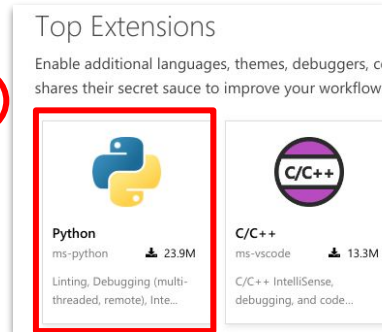 Top Extensions
Enable additional languages, themes, debuggers,
shares their secret sauce to improve your workflow
C/C++
Python
ms-python 23.9M
Linting, Debugging (multi-
threaded, remote), Inte...
C/C++
ms-vscode 13.3M
C/C++ IntelliSense,
debugging, and code...